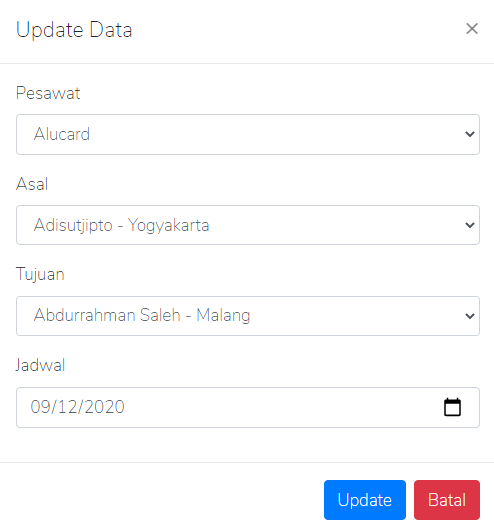 Update Data
×
Pesawat
Alucard
Asal
Adisutjipto - Yogyakarta
Tujuan
Abdurrahman Saleh - Malang
Jadwal
09/12/2020
Update Batal